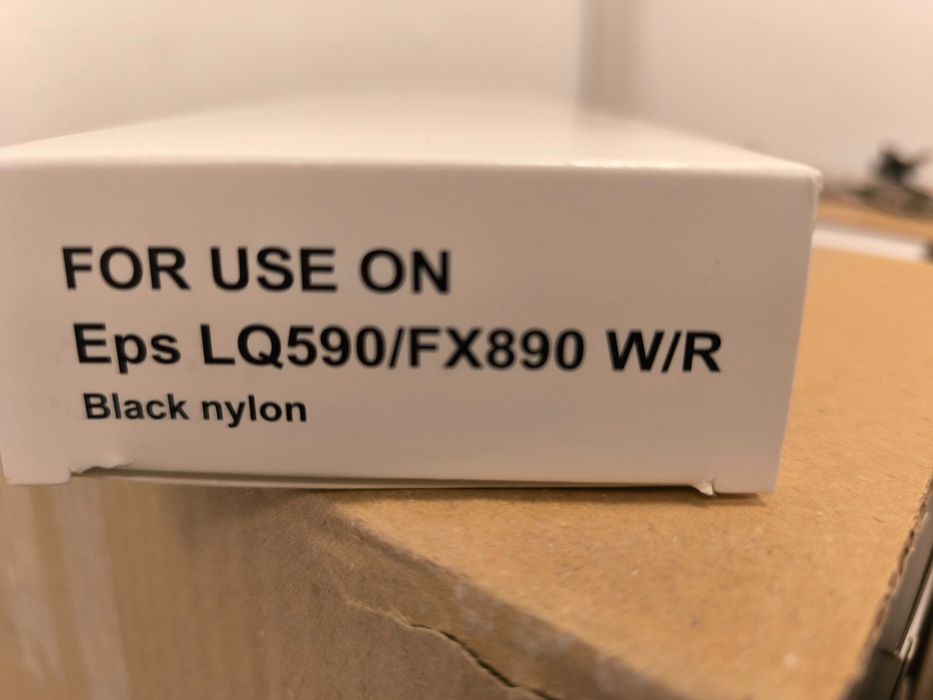 FOR USE ON
Eps LQ590/FX890 W/R
Black nylon